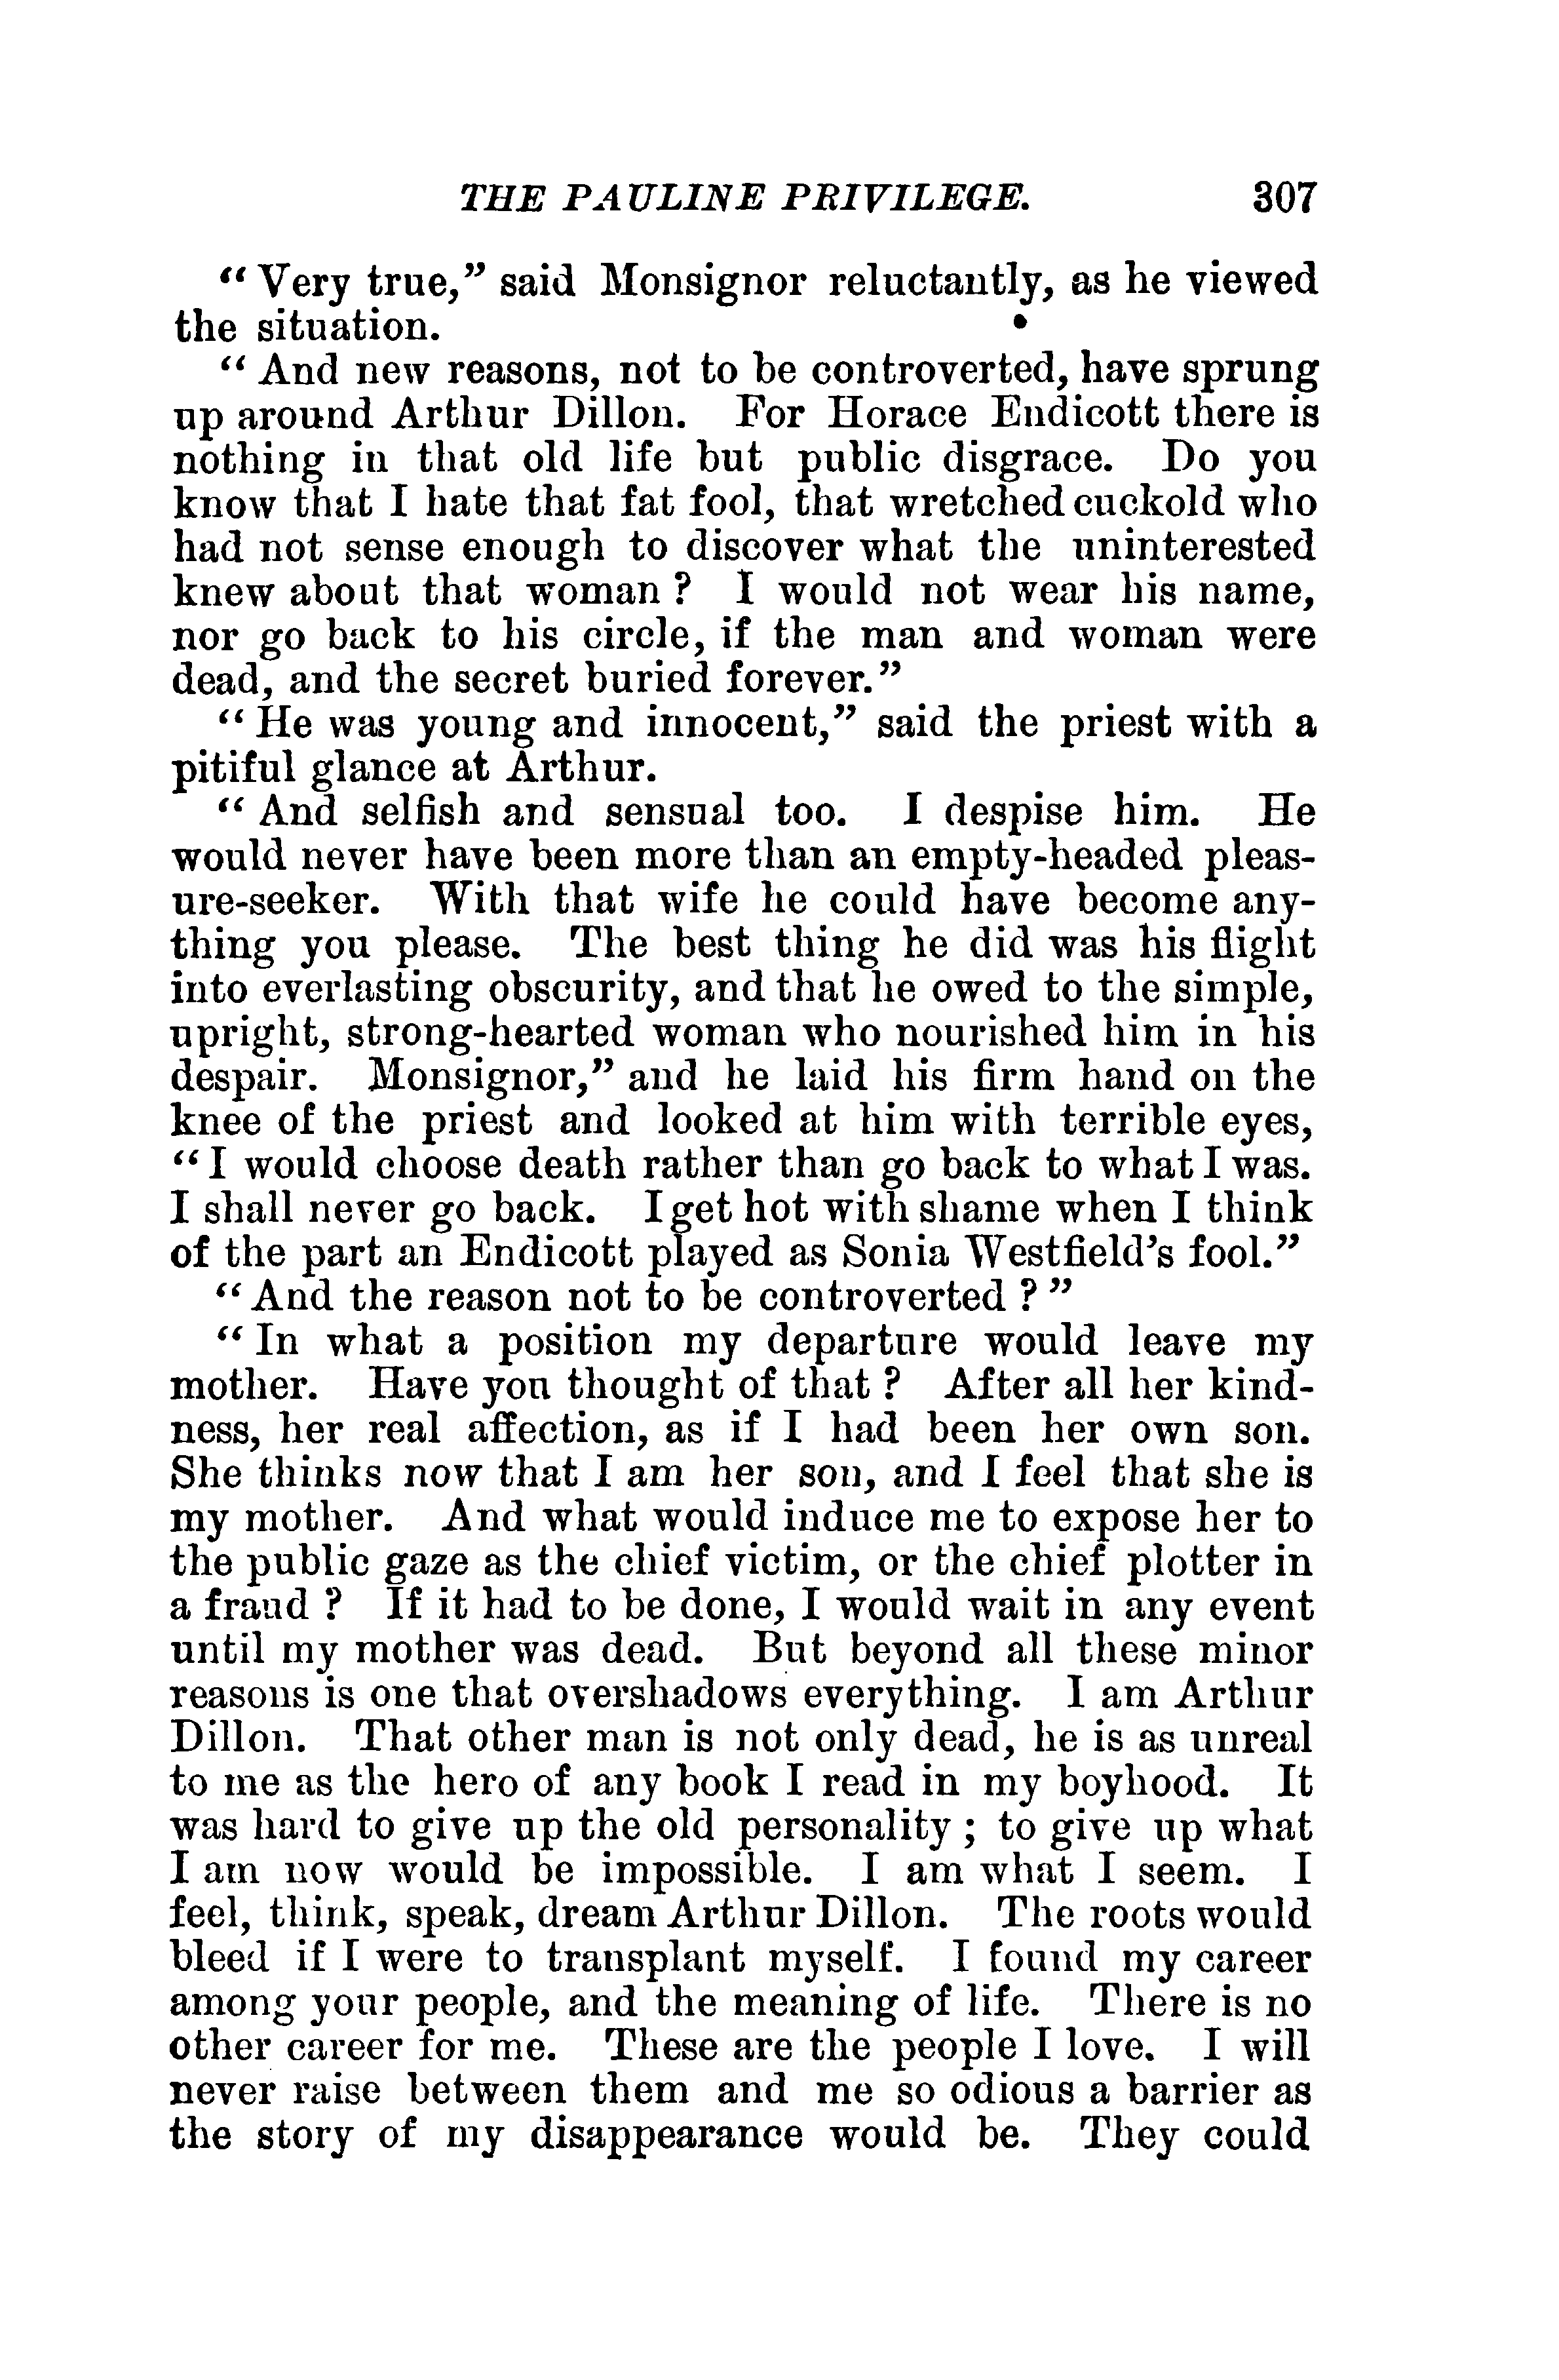 THE PAULINE PRIVILEGE. 307
“Very true,” said Monsignor reluctantly, as he viewed
the situation.
“And new reasons, not to be controverted, have sprung
up around Arthur Dillon. For Horace Endicott there is
nothing in that old life but public disgrace. Do you
know that I hate that fat fool, that wretched cuckold who
had not sense enough to discover what the uninterested
knew about that woman? I would not wear his name,
nor go back to his circle, if the man and woman were
dead, and the secret buried forever.”
“He was young and innocent,” said the priest with a
pitiful glance at Arthur.
“And selfish and sensual too. I despise him. He
would never have been more than an empty-headed pleas-
ure-seeker. With that wife he could have become any-
thing you please. The best thing he did was his flight
into everlasting obscurity, and that he owed to the simple,
upright, strong-hearted woman who nourished him in his
despair. Monsignor,” and he laid his firm hand on the
knee of the priest and looked at him with terrible eyes,
“I would choose death rather than go back to what I was.
I shall never go back. I get hot with shame when I think
of the part an Endicott played as Sonia Westfield’s fool.”
“And the reason not to be controverted?”
“In what a position my departure would leave my
mother. Have you thought of that? After all her kind-
ness, her real affection, as if I had been her own son.
She thinks now that I am her son, and I feel that she is
my mother. And what would induce me to expose her to
the public gaze as the chief victim, or the chief plotter in
a fraud? If it had to be done, I would wait in any event
until my mother was dead. But beyond all these minor
reasons is one that overshadows everything. I am Arthur
Dillon. That other man is not only dead, he is as unreal
to me as the hero of any book I read in my boyhood. It
was hard to give up the old personality; to give up what
I am now would be impossible. I am what I seem. I
feel, think, speak, dream Arthur Dillon. The roots would
bleed if I were to transplant myself. I found my career
among your people, and the meaning of life. There is no
other career for me. These are the people I love. I will
never raise between them and me so odious a barrier as
the story of my disappearance would be. They could